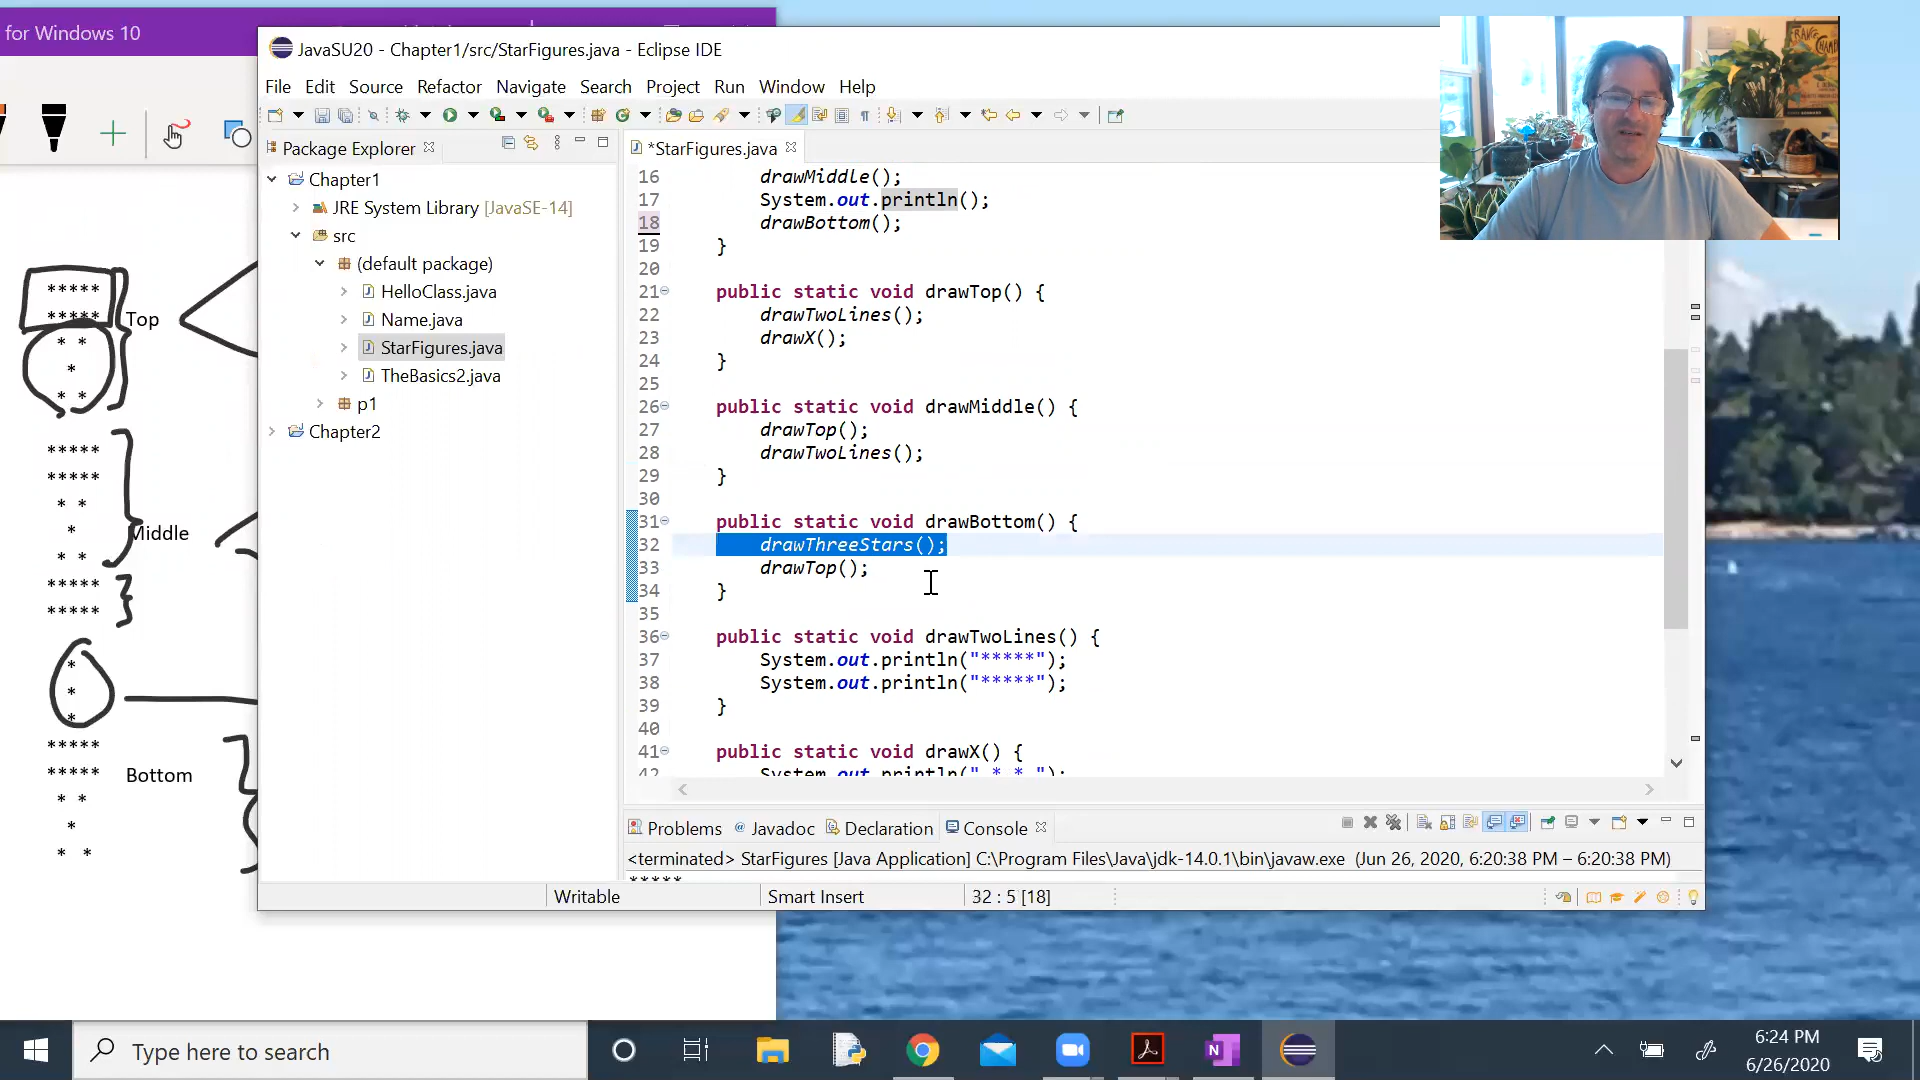 for Windows 10
JavaSU20 - Chapter1/src/StarFigures.java - Eclipse IDE
File Edit Source Refactor Navigate Search Project Run Window Help
Package Explorer
Chapter1
JRE System Library [JavaSE-14]
src
(default package)
HelloClass.java
Name.java
StarFigures.java
TheBasics2.java
p1
Chapter2
*StarFigures.java
16 drawMiddle();
17 System.out.println();
18 drawBottom();
19 }
20
21 public static void drawTop() {
22 drawTwoLines();
23 drawX();
24 }
25
26 public static void drawMiddle() {
27 drawTop();
28 drawTwoLines();
29 }
30
31 public static void drawBottom() {
32 drawThreeStars();
33 drawTop();
34 }
35
36 public static void drawTwoLines() {
37 System.out.println("*****");
38 System.out.println("*****");
39 }
40
41 public static void drawX() {
42 System.out.println(" * * ");
*****
*****
* *
*
* *
Top
*****
*****
* *
*
* *
*****
*****
Middle
*
*
*
*****
*****
* *
*
* *
Bottom
Problems Javadoc Declaration Console
<terminated> StarFigures [Java Application] C:\Program Files\Java\jdk-14.0.1\bin\javaw.exe (Jun 26, 2020, 6:20:38 PM – 6:20:38 PM)
*****
Writable Smart Insert 32 : 5 [18]
Type here to search
6:24 PM
6/26/2020